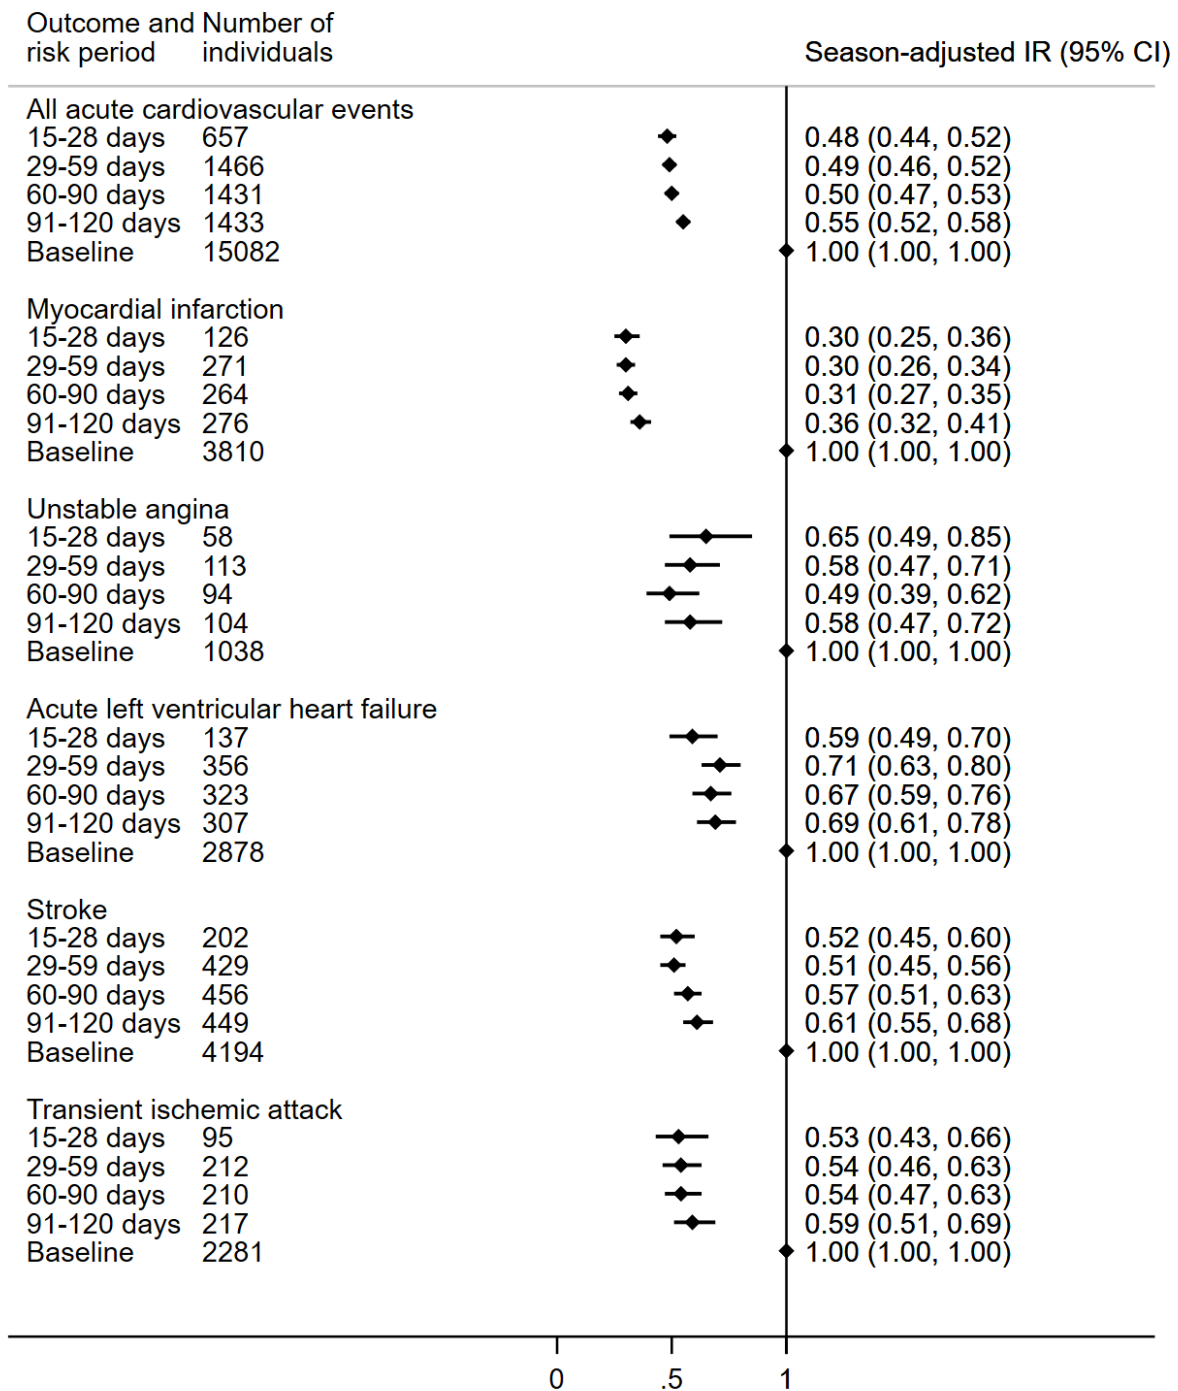 Outcome and Number of
risk period individuals Season-adjusted IR (95% CI)
All acute cardiovascular events
15-28 days 657 0.48 (0.44, 0.52)
29-59 days 1466 0.49 (0.46, 0.52)
60-90 days 1431 0.50 (0.47, 0.53)
91-120 days 1433 0.55 (0.52, 0.58)
Baseline 15082 1.00 (1.00, 1.00)
Myocardial infarction
15-28 days 126 0.30 (0.25, 0.36)
29-59 days 271 0.30 (0.26, 0.34)
60-90 days 264 0.31 (0.27, 0.35)
91-120 days 276 0.36 (0.32, 0.41)
Baseline 3810 1.00 (1.00, 1.00)
Unstable angina
15-28 days 58 0.65 (0.49, 0.85)
29-59 days 113 0.58 (0.47, 0.71)
60-90 days 94 0.49 (0.39, 0.62)
91-120 days 104 0.58 (0.47, 0.72)
Baseline 1038 1.00 (1.00, 1.00)
Acute left ventricular heart failure
15-28 days 137 0.59 (0.49, 0.70)
29-59 days 356 0.71 (0.63, 0.80)
60-90 days 323 0.67 (0.59, 0.76)
91-120 days 307 0.69 (0.61, 0.78)
Baseline 2878 1.00 (1.00, 1.00)
Stroke
15-28 days 202 0.52 (0.45, 0.60)
29-59 days 429 0.51 (0.45, 0.56)
60-90 days 456 0.57 (0.51, 0.63)
91-120 days 449 0.61 (0.55, 0.68)
Baseline 4194 1.00 (1.00, 1.00)
Transient ischemic attack
15-28 days 95 0.53 (0.43, 0.66)
29-59 days 212 0.54 (0.46, 0.63)
60-90 days 210 0.54 (0.47, 0.63)
91-120 days 217 0.59 (0.51, 0.69)
Baseline 2281 1.00 (1.00, 1.00)
0 .5 1